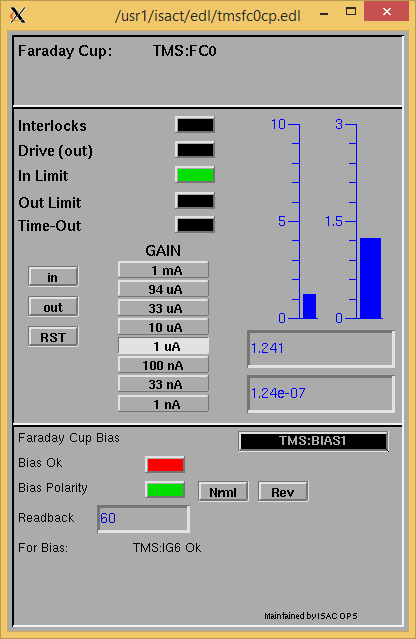 /usr1/isact/edl/tmsfc0cp.edl
Faraday Cup: TMS:FC0
Interlocks
Drive (out)
In Limit
Out Limit
Time-Out
10 3
5 1.5
0 0
GAIN
1 mA
94 uA
33 uA
10 uA
1 uA
100 nA
33 nA
1 nA
in
out
RST
1.241
1.24e-07
Faraday Cup Bias TMS:BIAS1
Bias Ok
Bias Polarity Nrml Rev
Readback 60
For Bias: TMS:IG6 Ok
Maintained by ISAC OPS